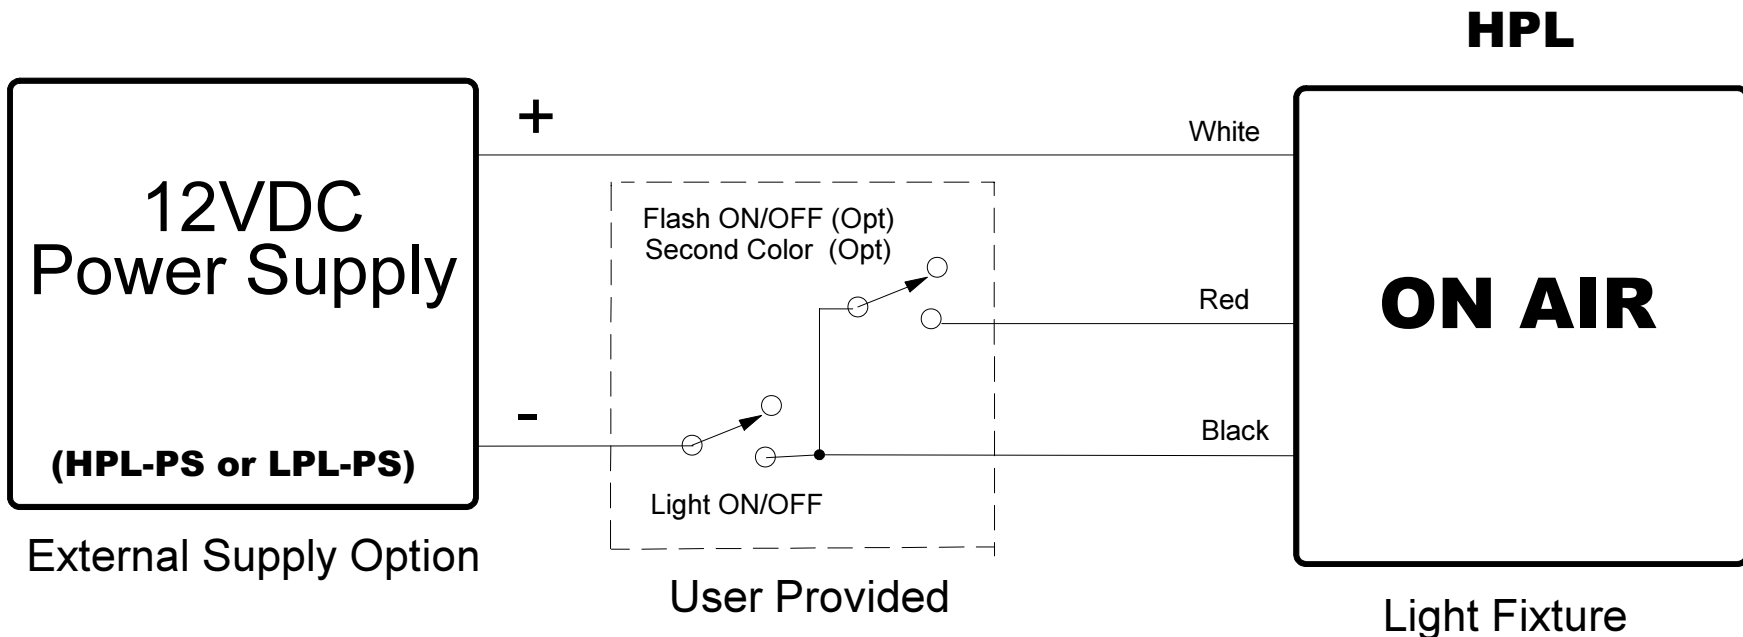 HPL
+
White
12VDC
Power Supply
Flash ON/OFF (Opt)
Second Color (Opt)
Red
ON AIR
-
Black
(HPL-PS or LPL-PS)
Light ON/OFF
External Supply Option
User Provided
Light Fixture